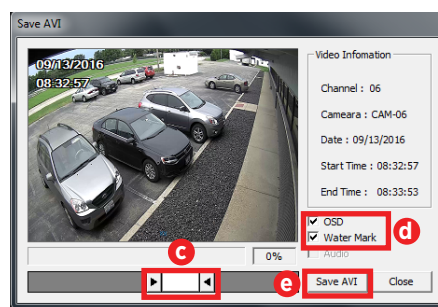 Save AVI
09/13/2016
08:32:57
Video Infomation
Channel : 06
Cameara : CAM-06
Date : 09/13/2016
Start Time : 08:32:57
End Time : 08:33:53
OSD
Water Mark
d
Audio
c
0%
e
Save AVI
Close